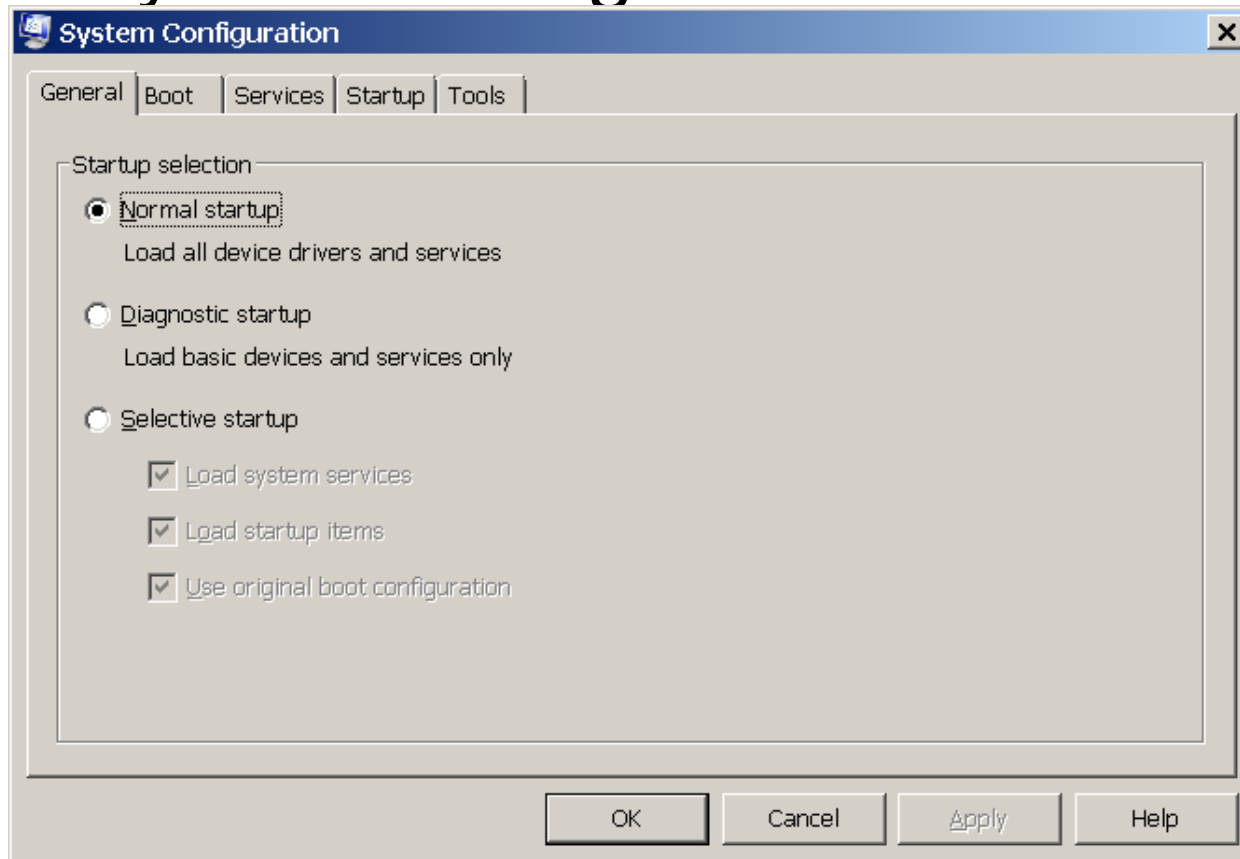 System Configuration
General Boot Services Startup Tools
Startup selection
Normal startup
Load all device drivers and services
Diagnostic startup
Load basic devices and services only
Selective startup
Load system services
Load startup items
Use original boot configuration
OK Cancel Apply Help